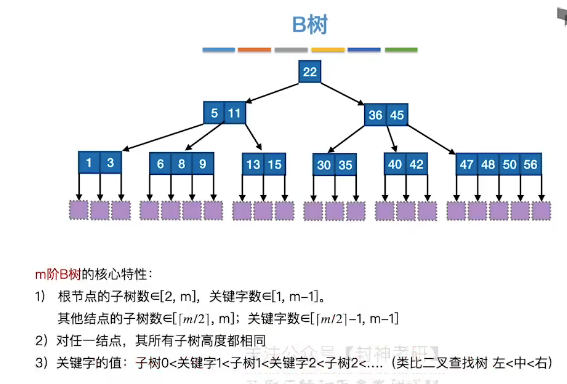 B树
22
5 11 36 45
1 3 6 8 9 13 15 30 35 40 42 47 48 50 56
m阶B树的核心特性：
1） 根节点的子树数∈[2, m]，关键字数∈[1, m-1]。
其他结点的子树数∈[⌈m/2⌉, m]；关键字数∈[⌈m/2⌉-1, m-1]
2）对任一结点，其所有子树高度都相同
3）关键字的值：子树0<关键字1<子树1<关键字2<子树2<.... （类比二叉查找树 左<中<右）